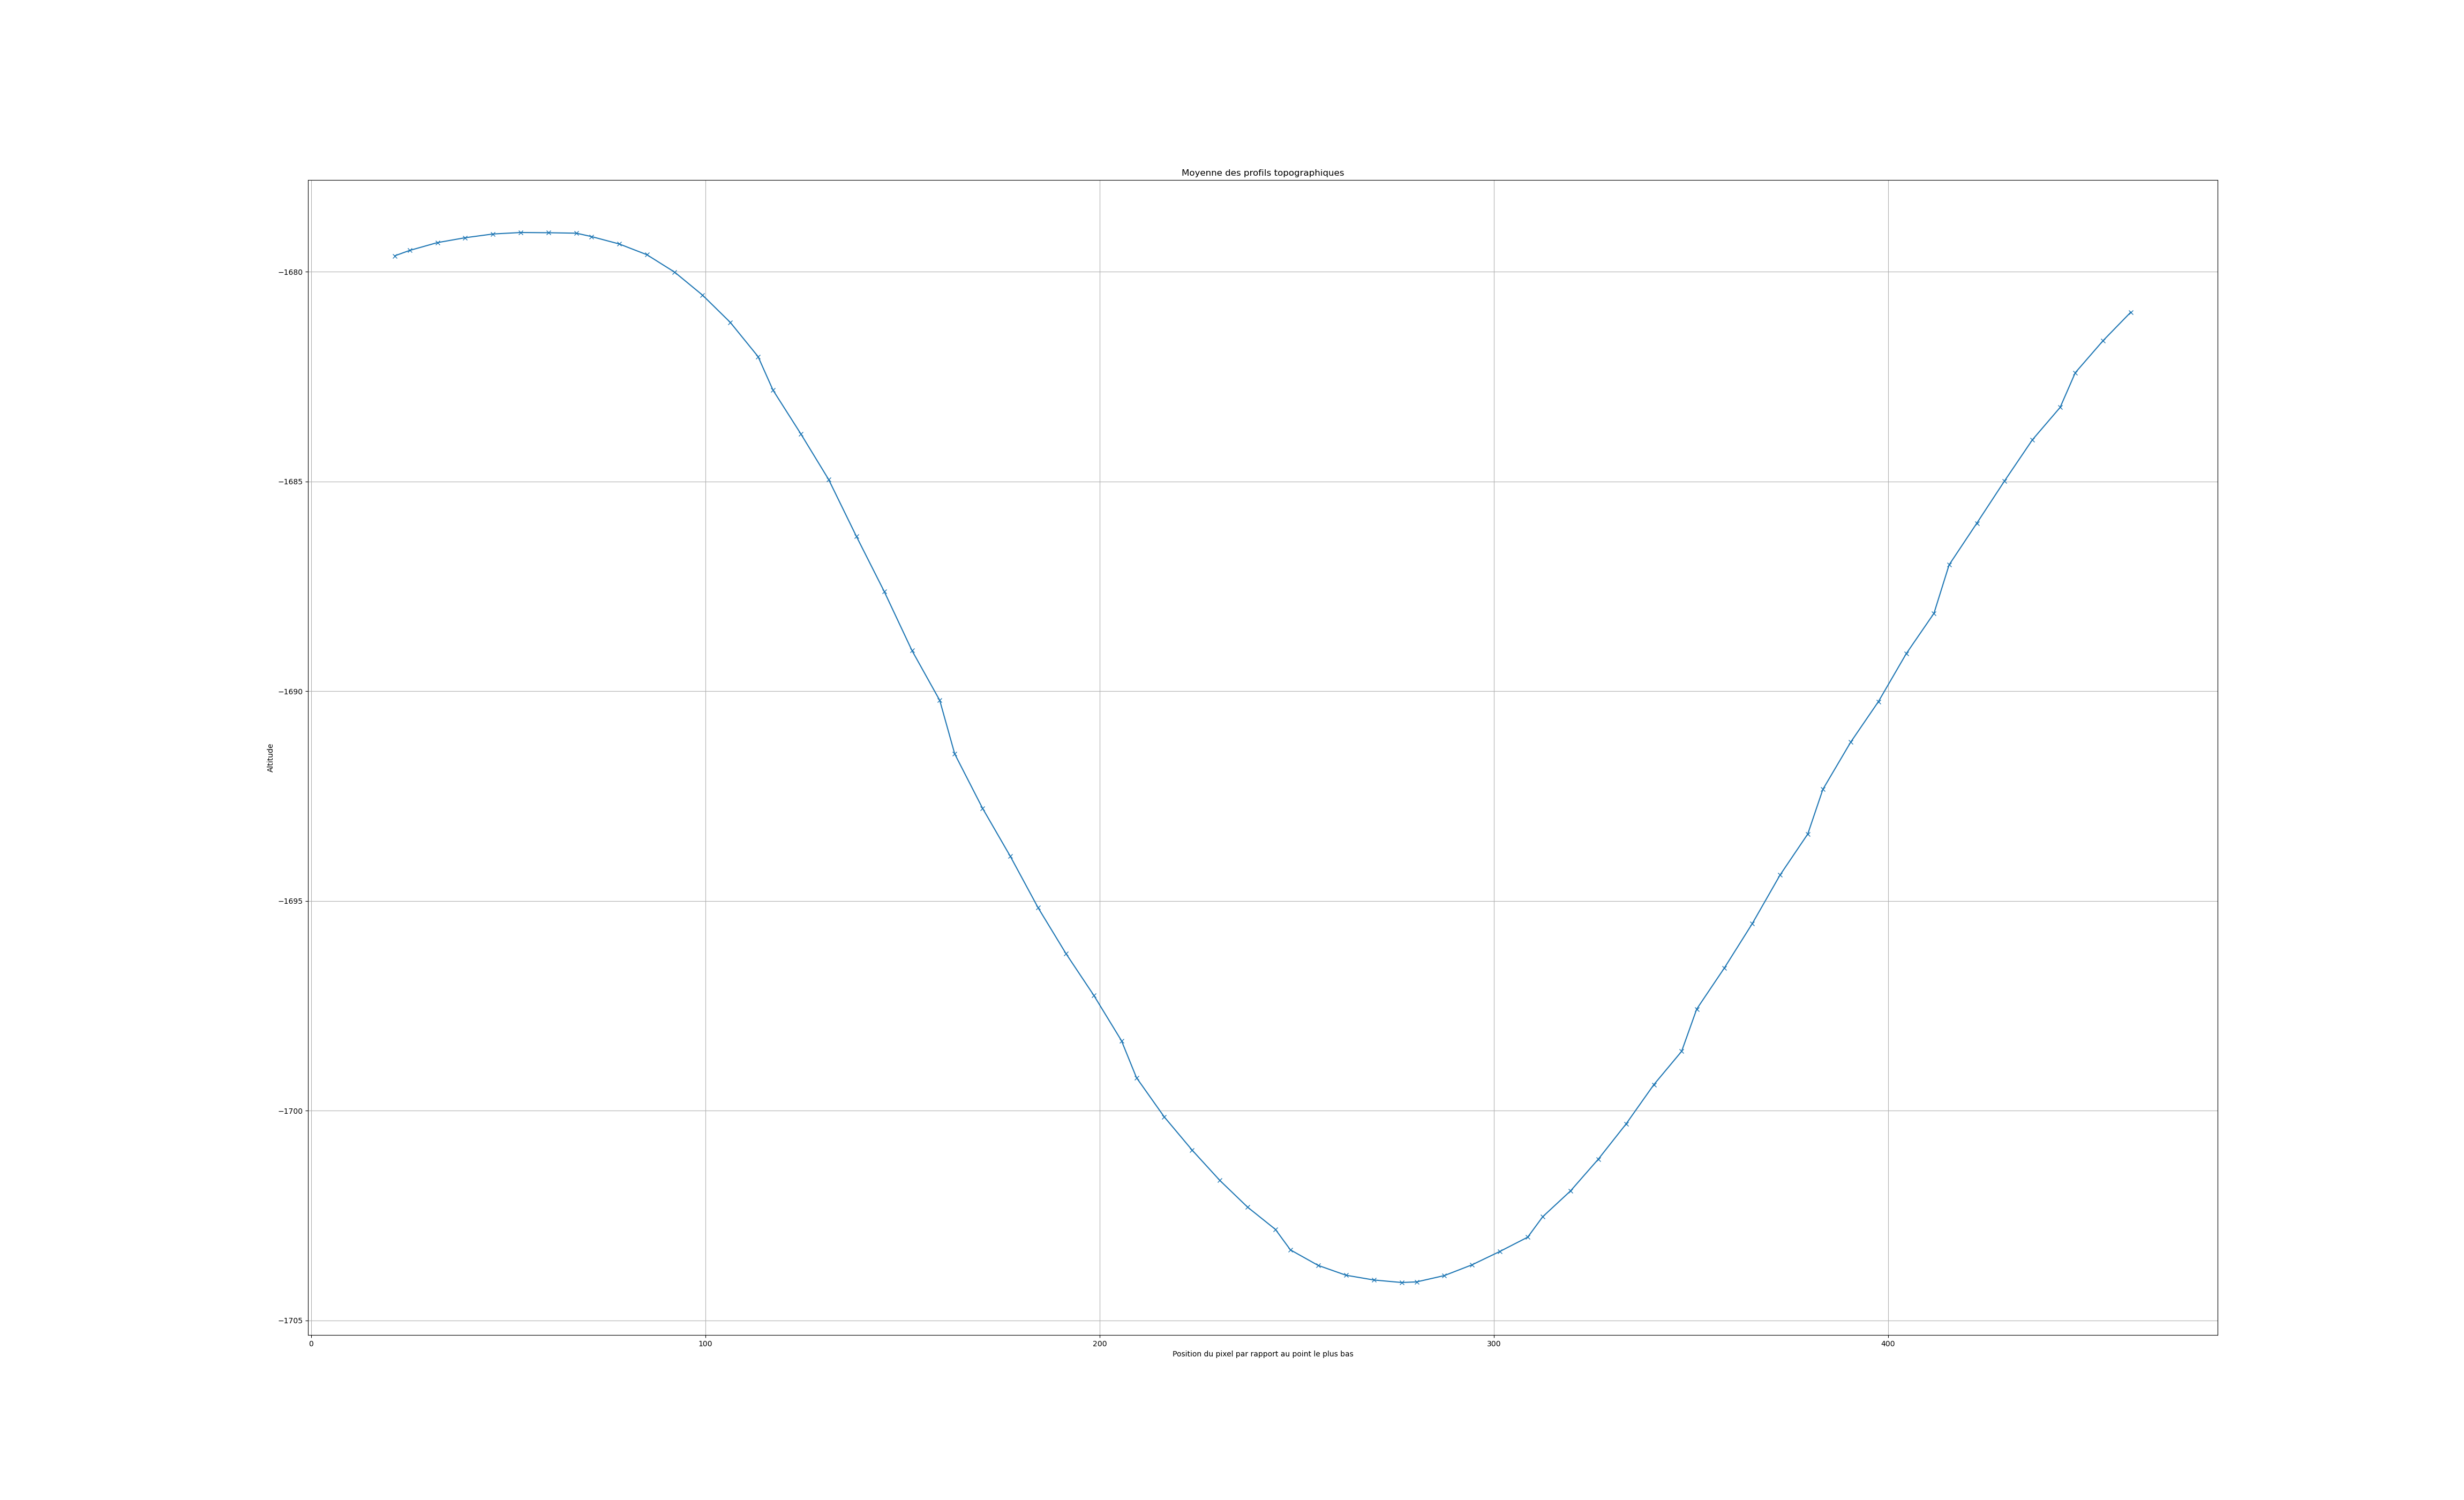 Moyenne des profils topographiques
−1680
−1685
−1690
Altitude
−1695
−1700
−1705
0 100 200 300 400
Position du pixel par rapport au point le plus bas